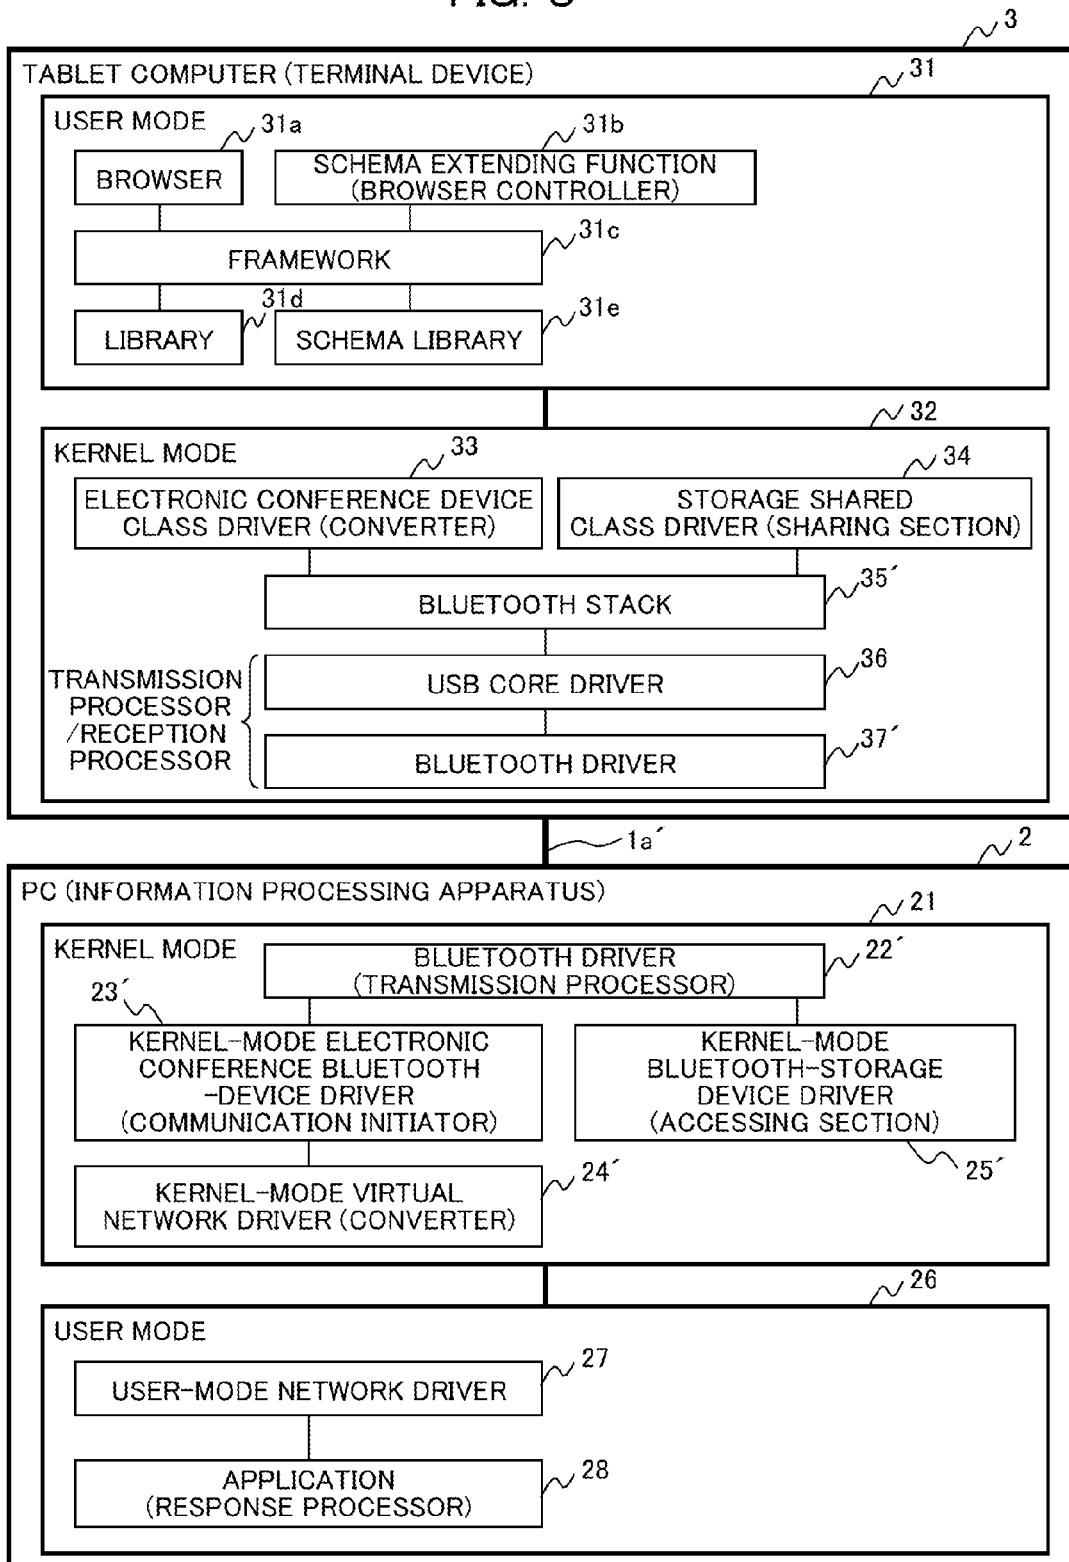 3
TABLET COMPUTER (TERMINAL DEVICE)
31
USER MODE
31a
31b
BROWSER
SCHEMA EXTENDING FUNCTION
(BROWSER CONTROLLER)
31c
FRAMEWORK
31d
31e
LIBRARY
SCHEMA LIBRARY
32
KERNEL MODE
33
34
ELECTRONIC CONFERENCE DEVICE
CLASS DRIVER (CONVERTER)
STORAGE SHARED
CLASS DRIVER (SHARING SECTION)
35´
BLUETOOTH STACK
36
TRANSMISSION
PROCESSOR
/RECEPTION
PROCESSOR
USB CORE DRIVER
37´
BLUETOOTH DRIVER
1a´
2
PC (INFORMATION PROCESSING APPARATUS)
21
KERNEL MODE
22´
BLUETOOTH DRIVER
(TRANSMISSION PROCESSOR)
23´
KERNEL-MODE ELECTRONIC
CONFERENCE BLUETOOTH
-DEVICE DRIVER
(COMMUNICATION INITIATOR)
KERNEL-MODE
BLUETOOTH-STORAGE
DEVICE DRIVER
(ACCESSING SECTION)
25´
24´
KERNEL-MODE VIRTUAL
NETWORK DRIVER (CONVERTER)
26
USER MODE
27
USER-MODE NETWORK DRIVER
28
APPLICATION
(RESPONSE PROCESSOR)